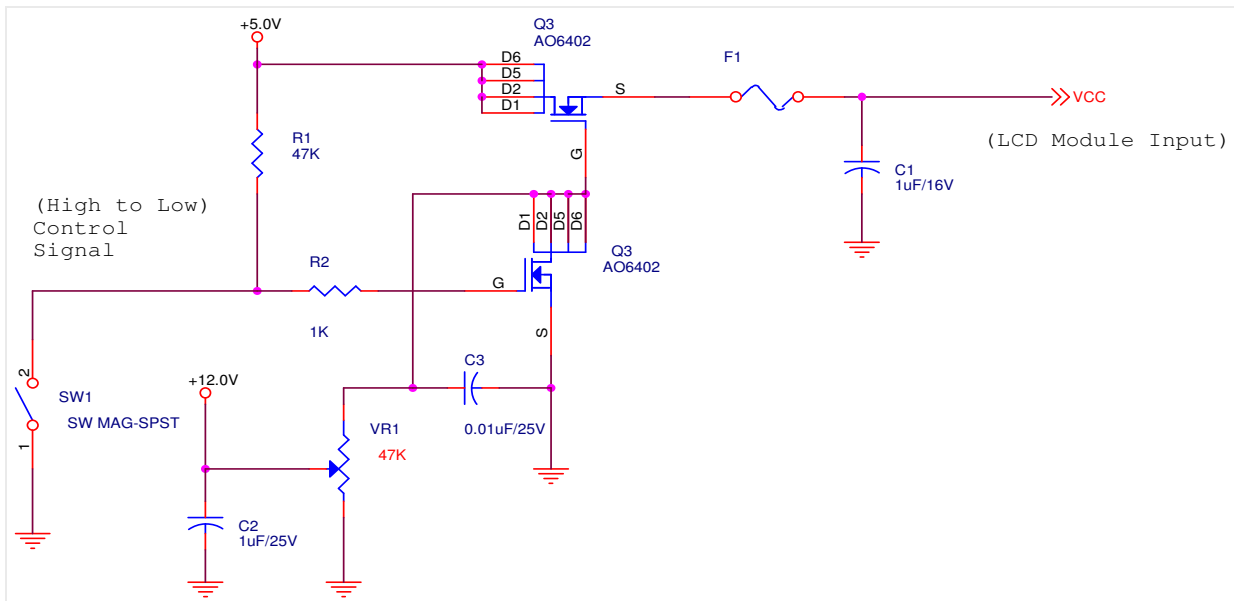 +5.0V
Q3
AO6402
F1
D6
D5
D2
D1
S
G
VCC
(LCD Module Input)
R1
47K
C1
1uF/16V
(High to Low)
Control
Signal
D1
D2
D5
D6
Q3
AO6402
R2
1K
G
S
C3
0.01uF/25V
2
1
SW1
SW MAG-SPST
+12.0V
VR1
47K
C2
1uF/25V